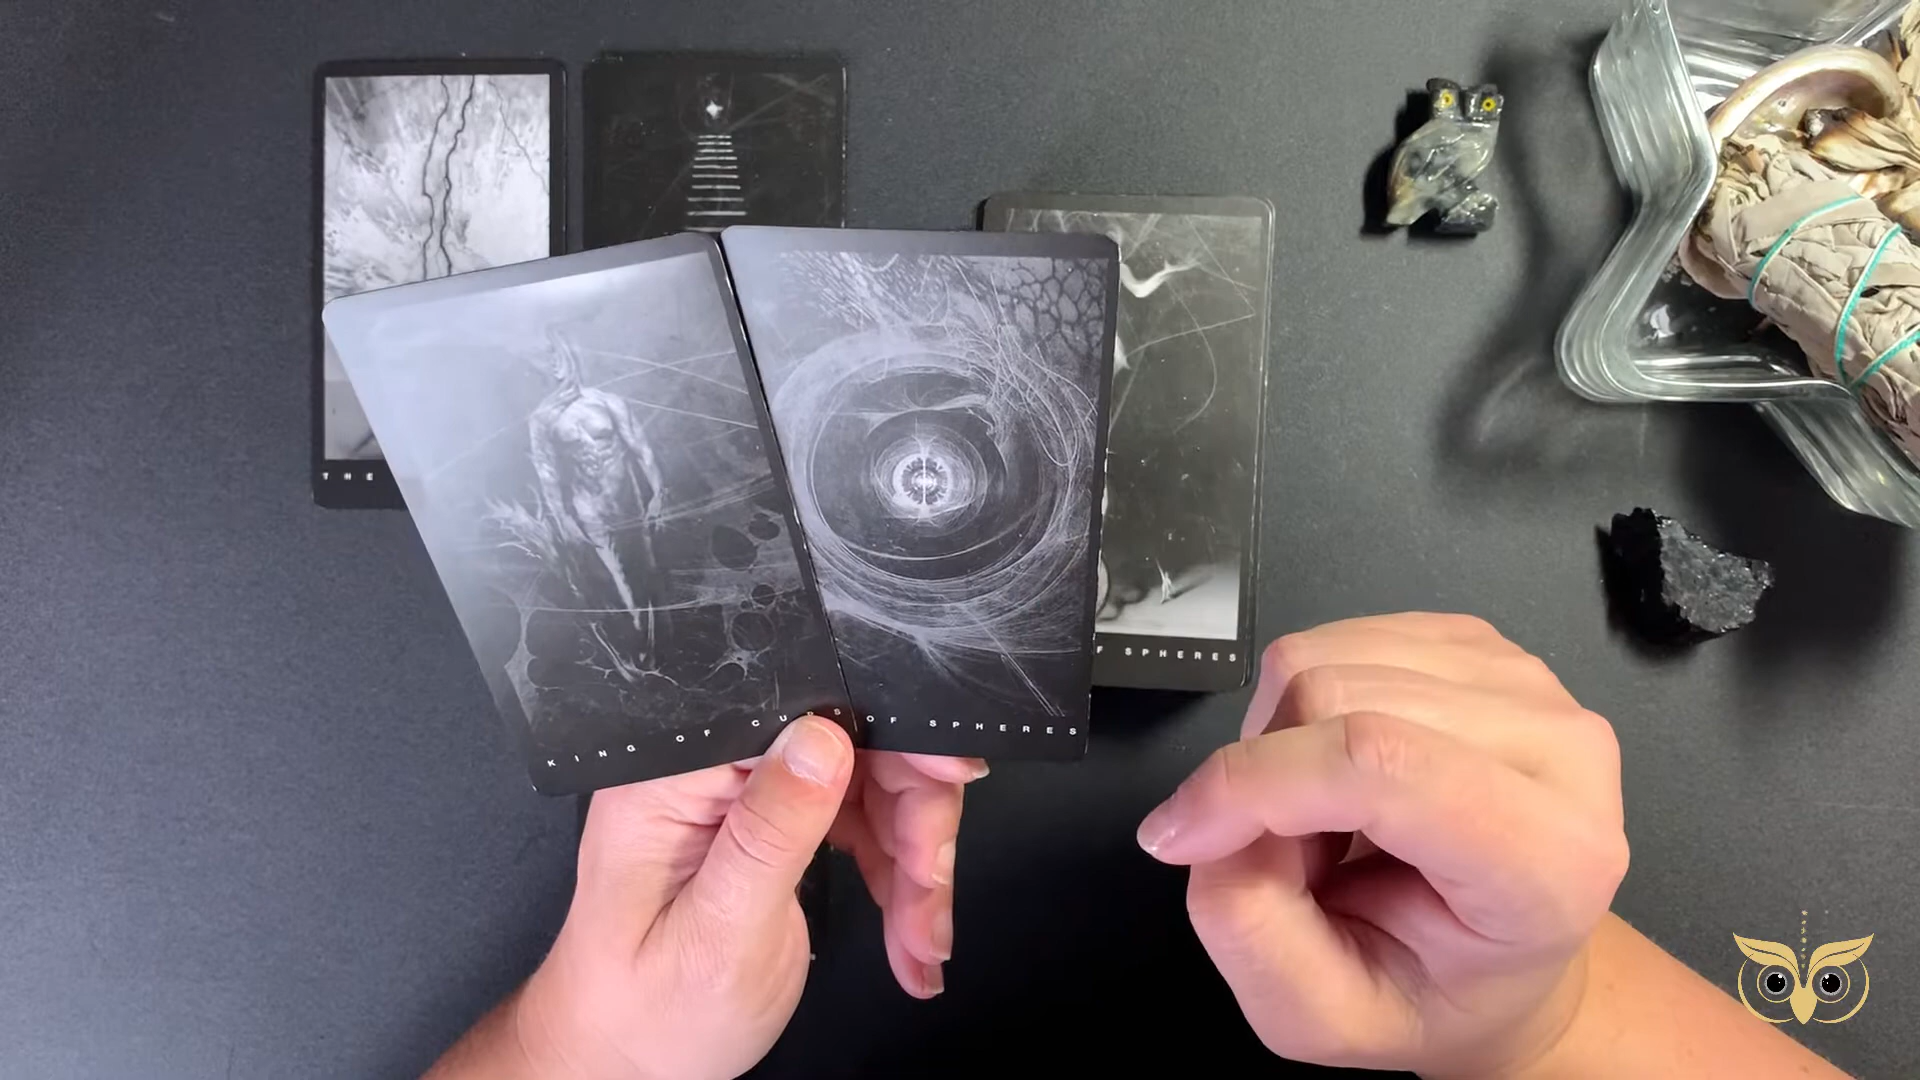 THE
F SPHERES
KING OF CUPS
OF SPHERES